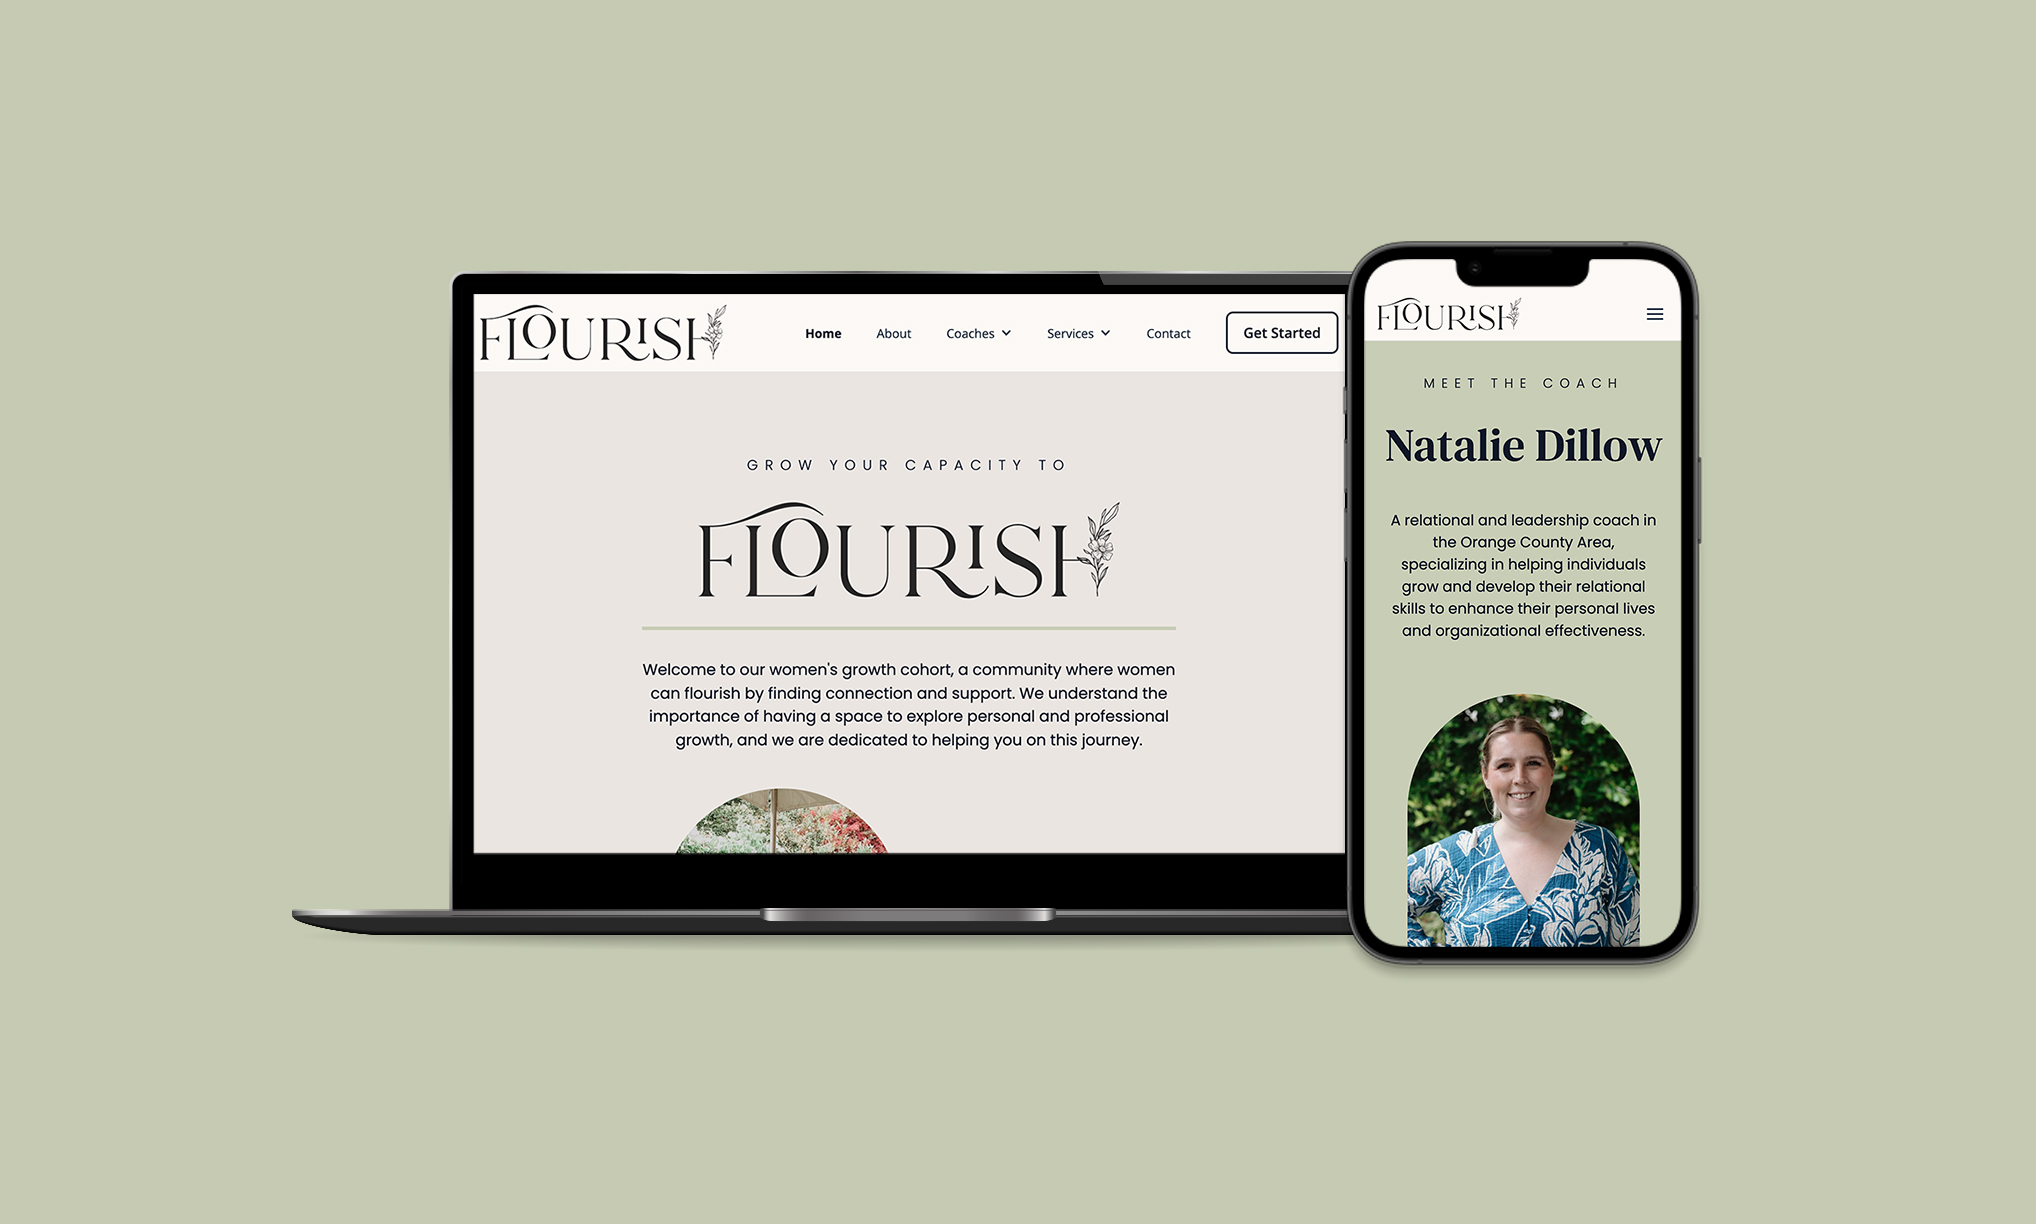 FLOURISH
Home About Coaches Services Contact Get Started
GROW YOUR CAPACITY TO
FLOURISH
Welcome to our women's growth cohort, a community where women
can flourish by finding connection and support. We understand the
importance of having a space to explore personal and professional
growth, and we are dedicated to helping you on this journey.
FLOURISH
MEET THE COACH
Natalie Dillow
A relational and leadership coach in
the Orange County Area,
specializing in helping individuals
grow and develop their relational
skills to enhance their personal lives
and organizational effectiveness.